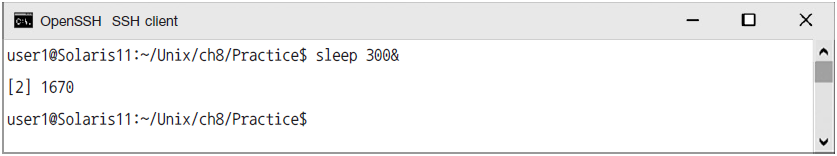 OpenSSH SSH client
user1@Solaris11:~/Unix/ch8/Practice$ sleep 300&
[2] 1670
user1@Solaris11:~/Unix/ch8/Practice$